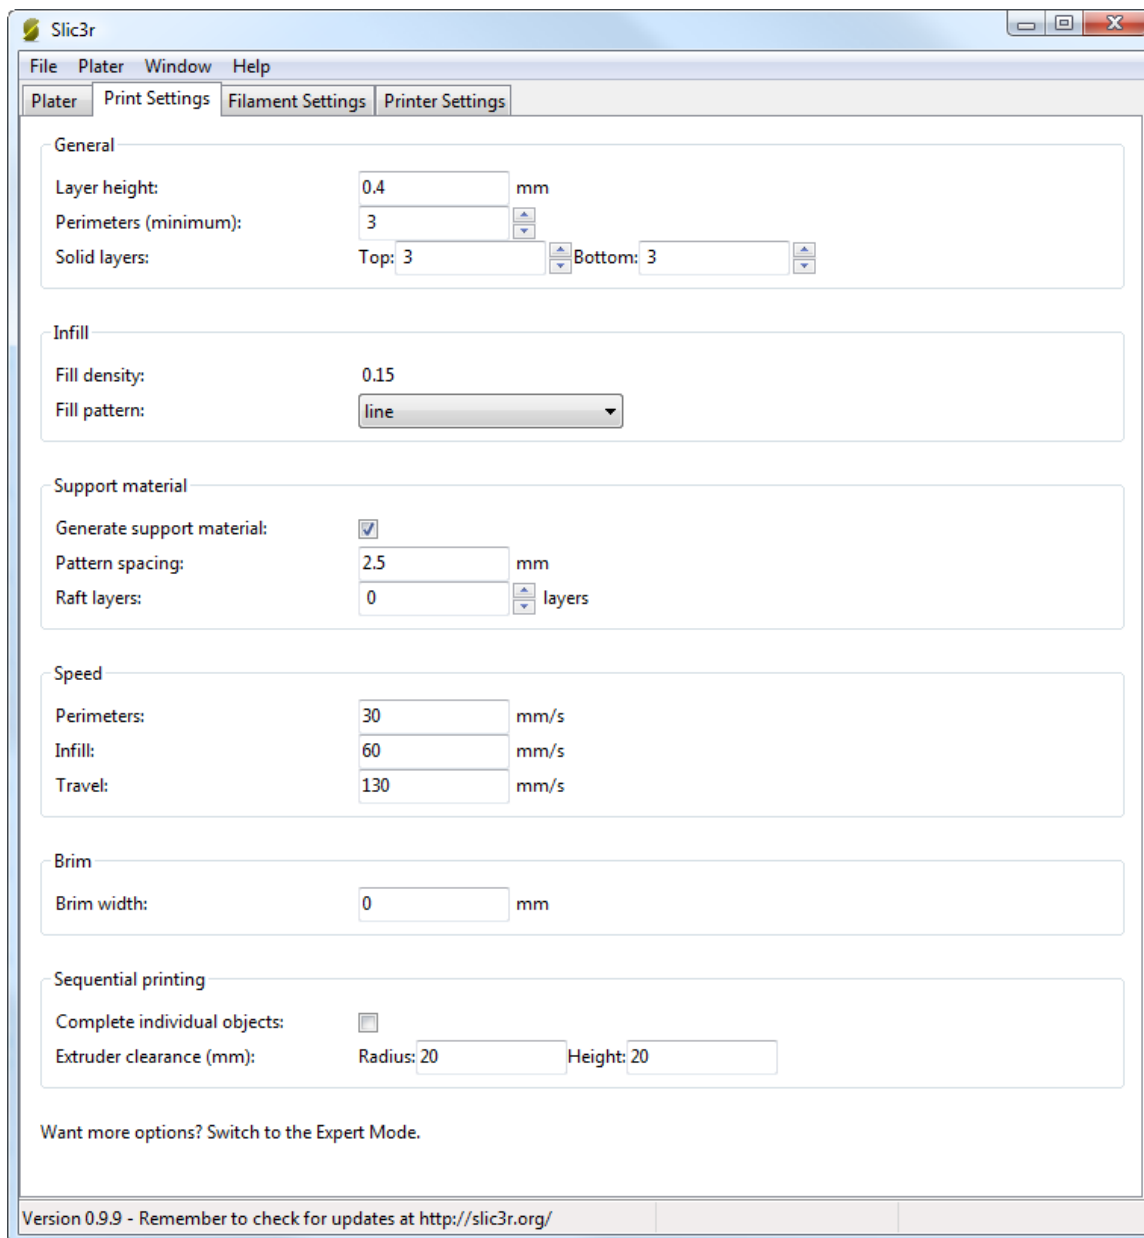 Slic3r
File Plater Window Help
Plater Print Settings Filament Settings Printer Settings
General
Layer height: 0.4 mm
Perimeters (minimum): 3
Solid layers: Top: 3 Bottom: 3
Infill
Fill density: 0.15
Fill pattern: line
Support material
Generate support material:
Pattern spacing: 2.5 mm
Raft layers: 0 layers
Speed
Perimeters: 30 mm/s
Infill: 60 mm/s
Travel: 130 mm/s
Brim
Brim width: 0 mm
Sequential printing
Complete individual objects:
Extruder clearance (mm): Radius: 20 Height: 20
Want more options? Switch to the Expert Mode.
Version 0.9.9 - Remember to check for updates at http://slic3r.org/